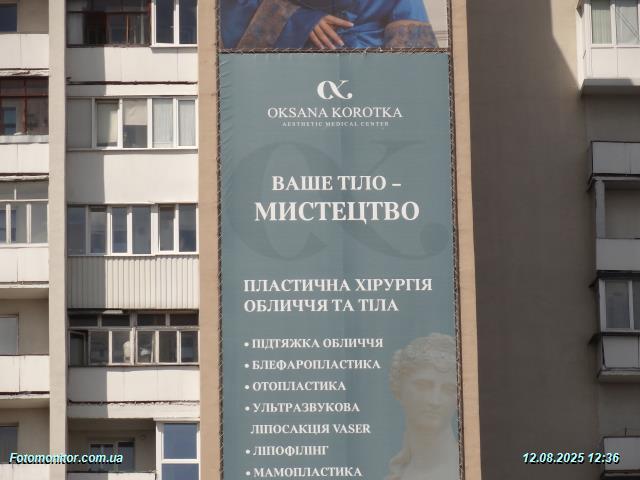 OKSANA KOROTKA
AESTHETIC MEDICAL CENTER
ВАШЕ ТІЛО –
МИСТЕЦТВО
ПЛАСТИЧНА ХІРУРГІЯ
ОБЛИЧЧЯ ТА ТІЛА
• ПІДТЯЖКА ОБЛИЧЧЯ
• БЛЕФАРОПЛАСТИКА
• ОТОПЛАСТИКА
• УЛЬТРАЗВУКОВА
ЛІПОСАКЦІЯ VASER
• ЛІПОФІЛІНГ
• МАМОПЛАСТИКА
Fotomonitor.com.ua
12.08.2025 12:36